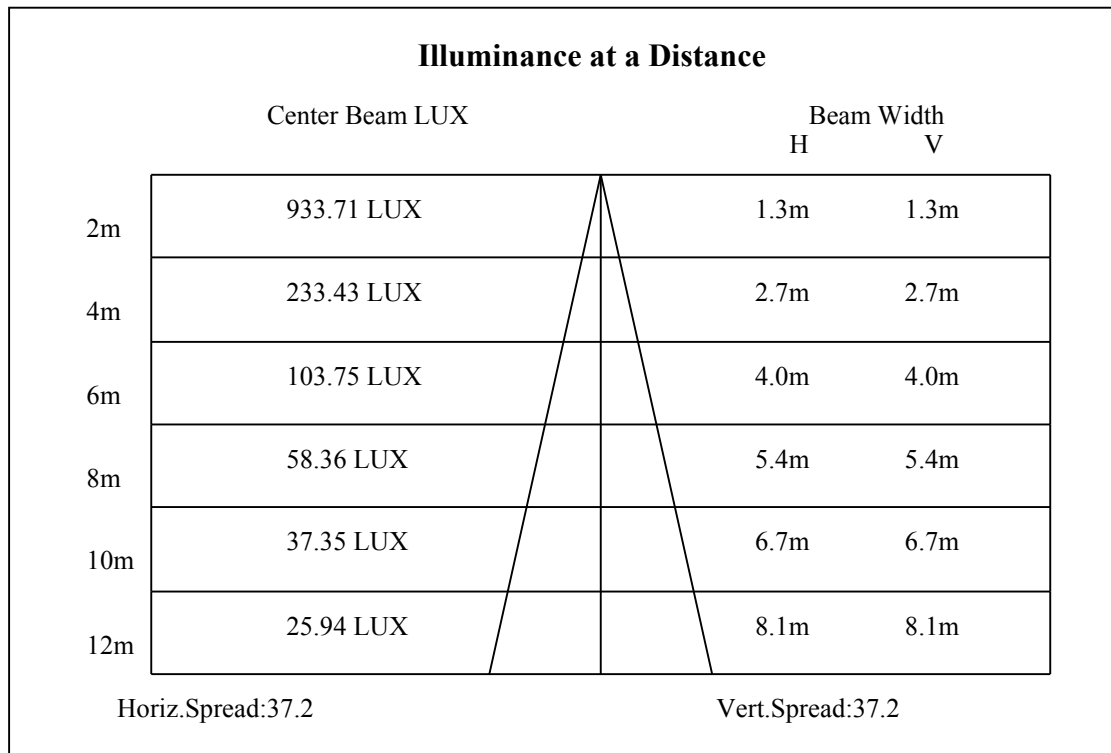 Illuminance at a Distance
Center Beam LUX Beam Width
H V
2m 933.71 LUX 1.3m 1.3m
4m 233.43 LUX 2.7m 2.7m
6m 103.75 LUX 4.0m 4.0m
8m 58.36 LUX 5.4m 5.4m
10m 37.35 LUX 6.7m 6.7m
12m 25.94 LUX 8.1m 8.1m
Horiz.Spread:37.2 Vert.Spread:37.2